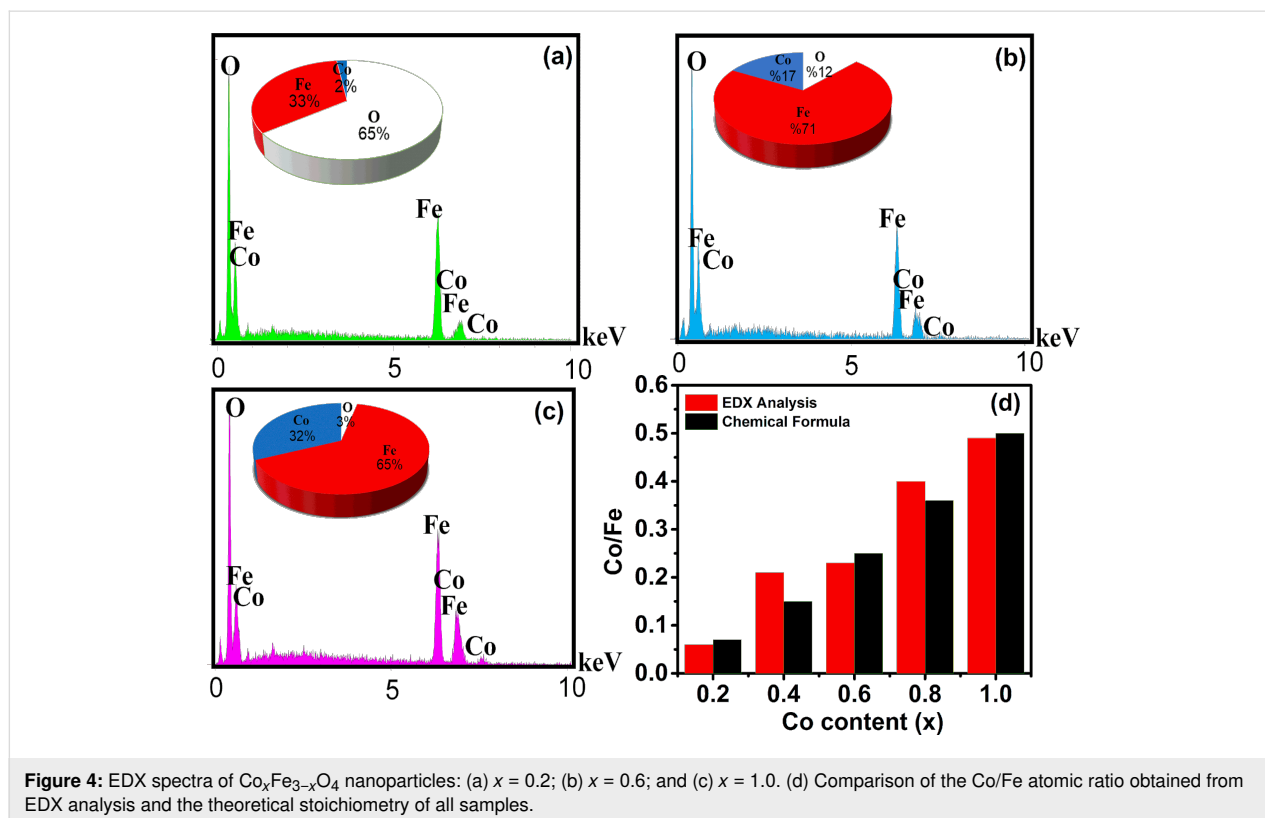 (a)
O
Co
2%
Fe
33%
O
65%
Fe
Co
Fe
Co
Fe
Co
keV
0 5 10
(b)
O
Co
%17
O
%12
Fe
%71
Fe
Co
Fe
Co
Fe
Co
keV
0 5 10
(c)
O
Co
32%
O
3%
Fe
65%
Fe
Co
Fe
Co
Fe
Co
keV
0 5 10
(d)
EDX Analysis
Chemical Formula
Co/Fe
0.6
0.5
0.4
0.3
0.2
0.1
0.0
0.2 0.4 0.6 0.8 1.0
Co content (x)
Figure 4: EDX spectra of CoxFe3−xO4 nanoparticles: (a) x = 0.2; (b) x = 0.6; and (c) x = 1.0. (d) Comparison of the Co/Fe atomic ratio obtained from
EDX analysis and the theoretical stoichiometry of all samples.